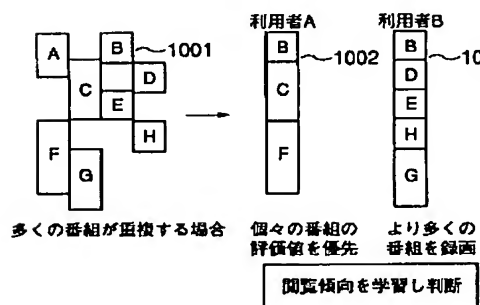 利用者A
利用者B
A
B
1001
C
D
E
F
G
H
B
1002
C
F
B
D
E
H
G
多くの番組が重複する場合
個々の番組の
評価値を優先
より多くの
番組を録画
閲覧傾向を学習し判断